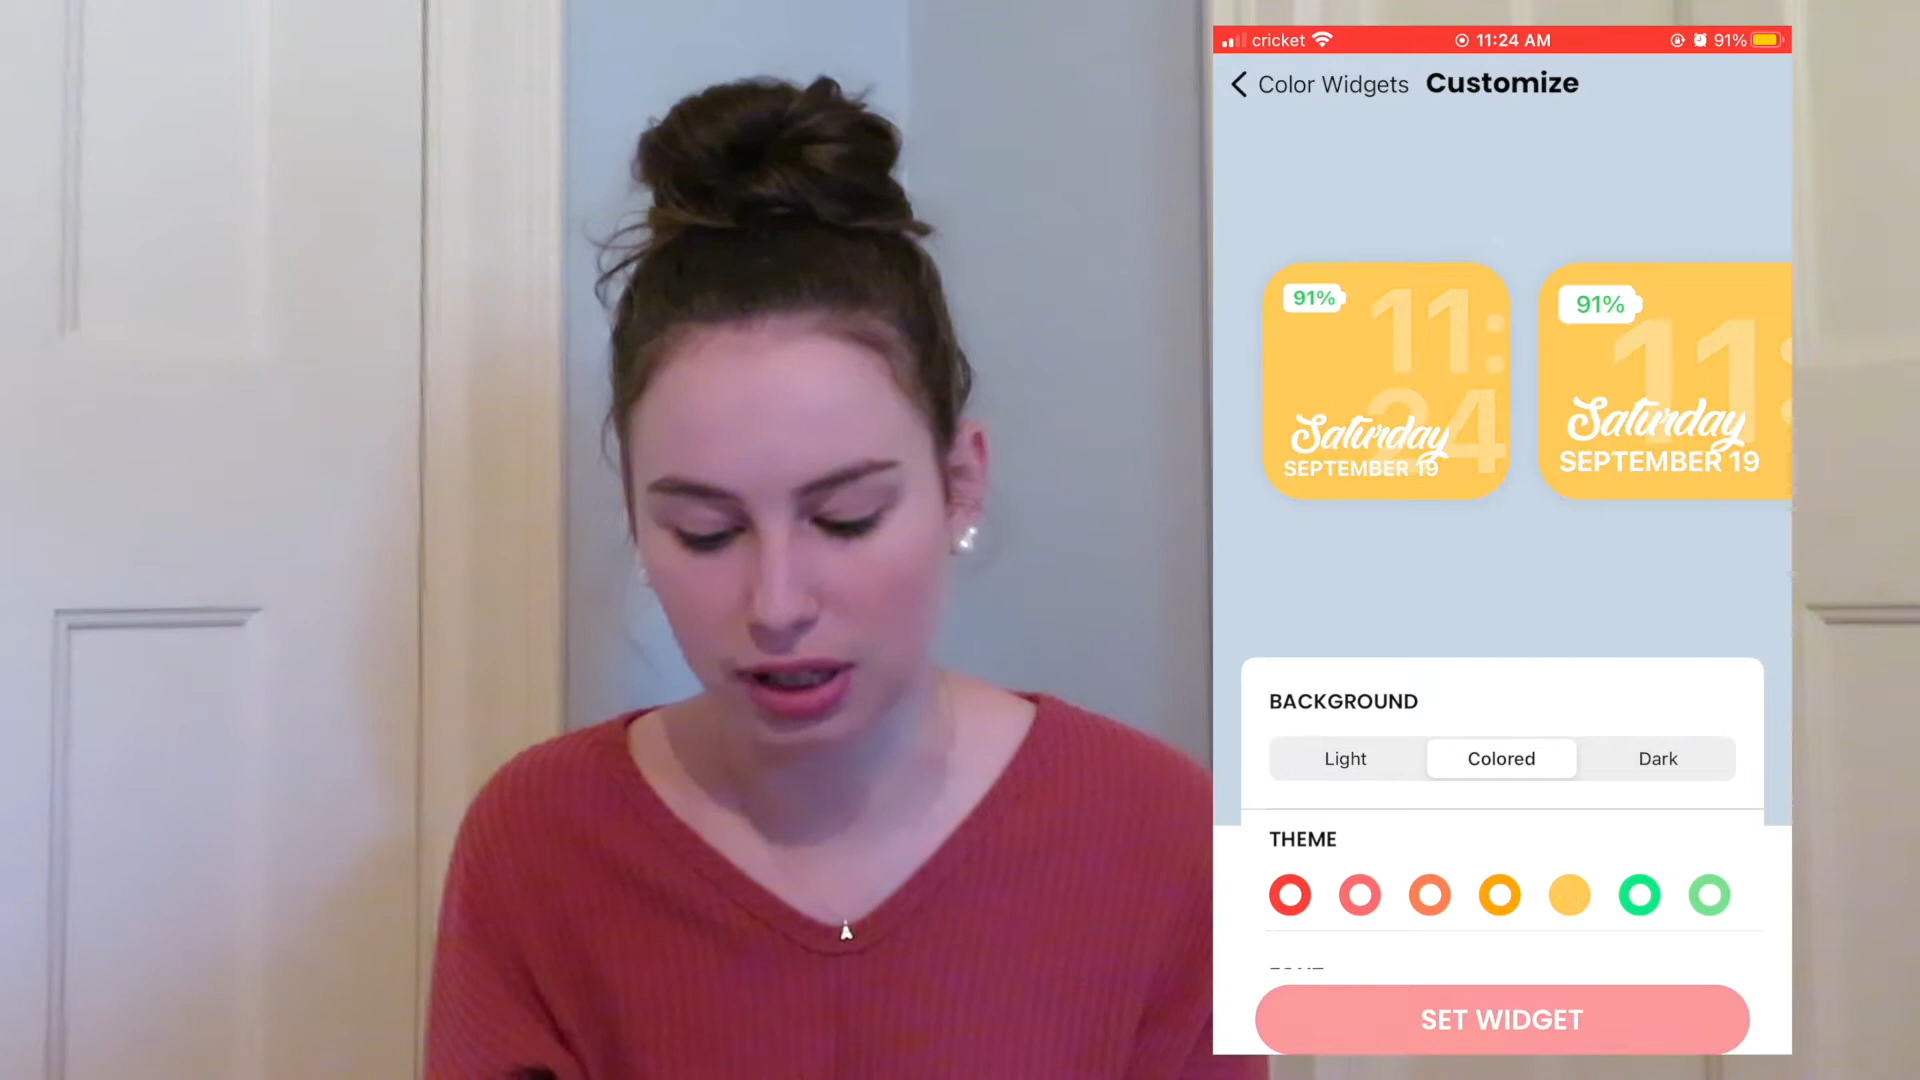 cricket 11:24 AM 91%
Color Widgets Customize
91%
11:
24
Saturday
SEPTEMBER 19
91%
11:
Saturday
SEPTEMBER 19
BACKGROUND
Light Colored Dark
THEME
SET WIDGET